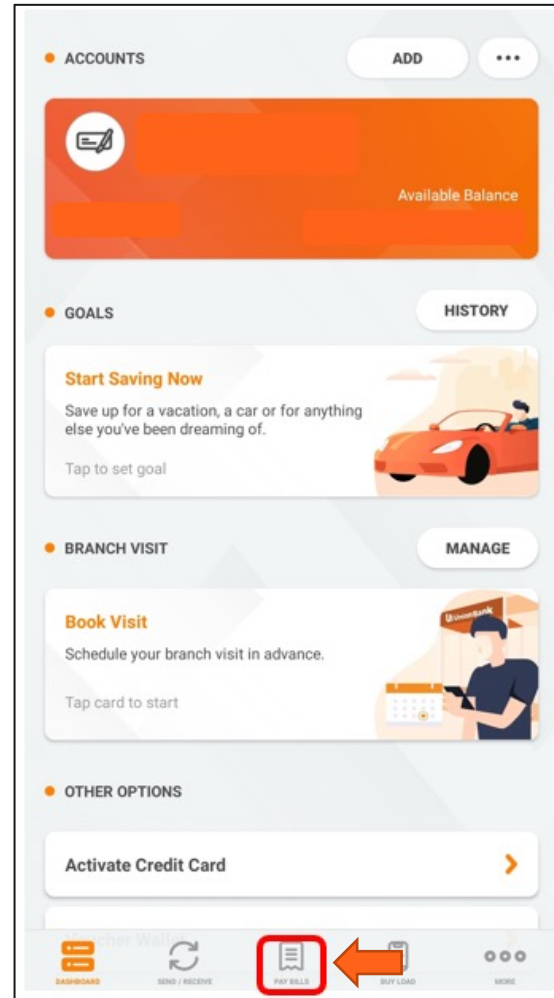 ACCOUNTS
ADD
Available Balance
GOALS
HISTORY
Start Saving Now
Save up for a vacation, a car or for anything
else you've been dreaming of.
Tap to set goal
BRANCH VISIT
MANAGE
UnionBank
Book Visit
Schedule your branch visit in advance.
Tap card to start
OTHER OPTIONS
Activate Credit Card
Voucher Wallet
DASHBOARD
SEND / RECEIVE
PAY BILLS
BUY LOAD
MORE